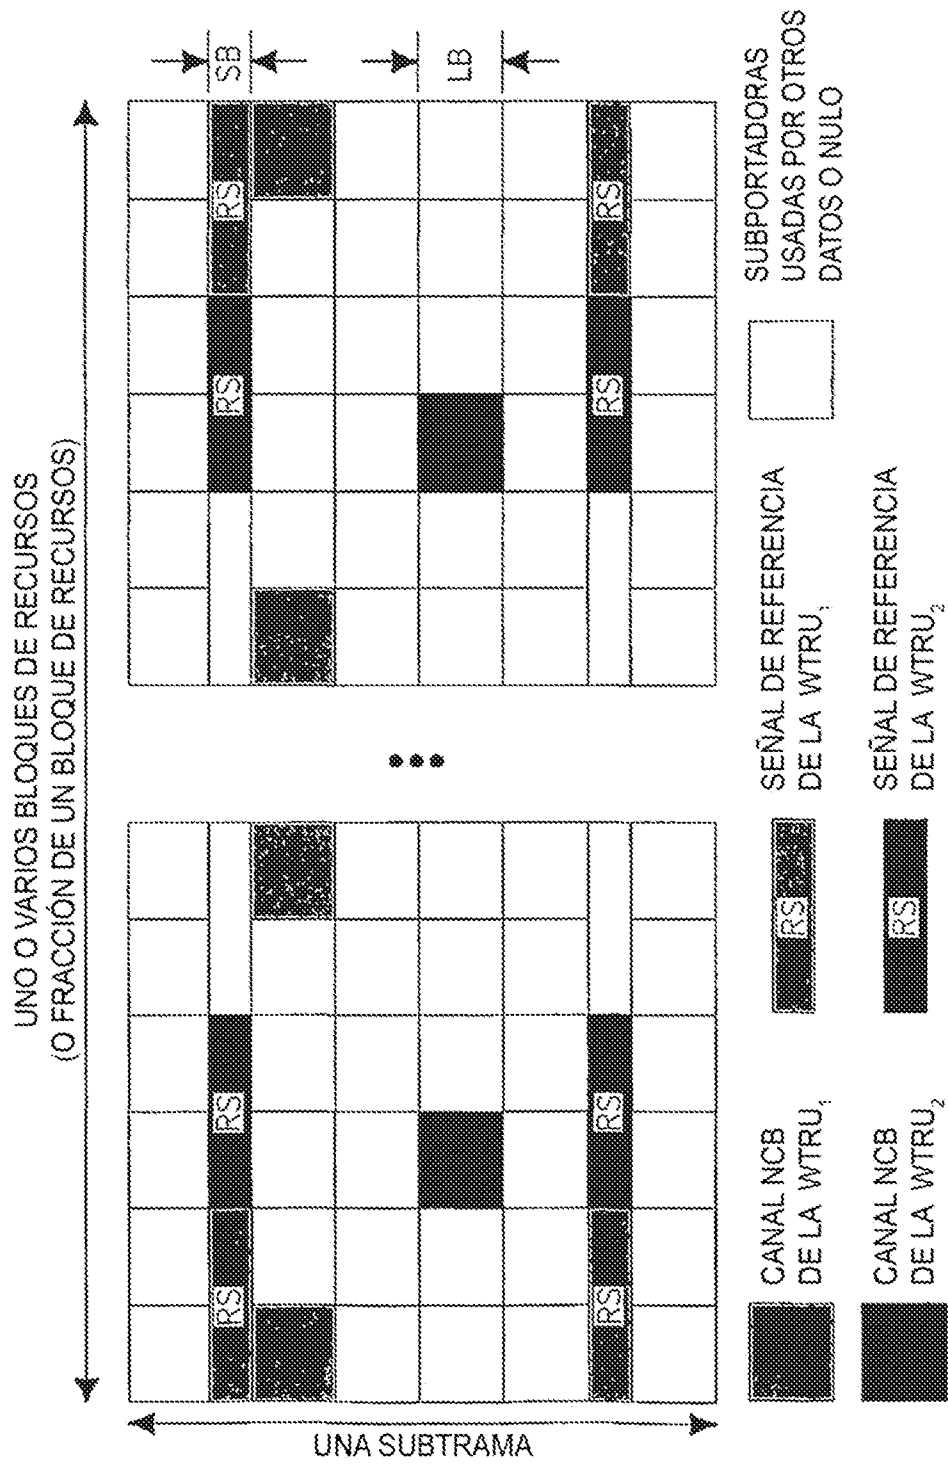 UNO O VARIOS BLOQUES DE RECURSOS
(O FRACCIÓN DE UN BLOQUE DE RECURSOS)
UNA SUBTRAMA
RS
RS
RS
RS
SB
LB
•••
RS
RS
RS
RS
CANAL NCB
DE LA WTRU₁
RS
SEÑAL DE REFERENCIA
DE LA WTRU₁
SUBPORTADORAS
USADAS POR OTROS
DATOS O NULO
CANAL NCB
DE LA WTRU₂
RS
SEÑAL DE REFERENCIA
DE LA WTRU₂